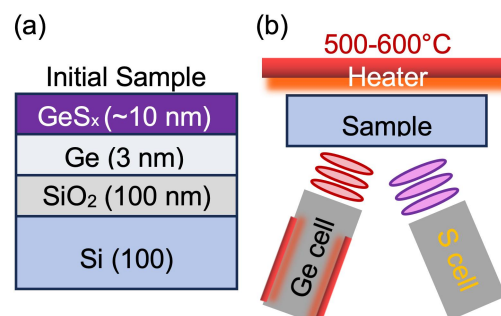 (a)
Initial Sample
GeSₓ (~10 nm)
Ge (3 nm)
SiO₂ (100 nm)
Si (100)
(b)
500-600°C
Heater
Sample
Ge cell
S cell